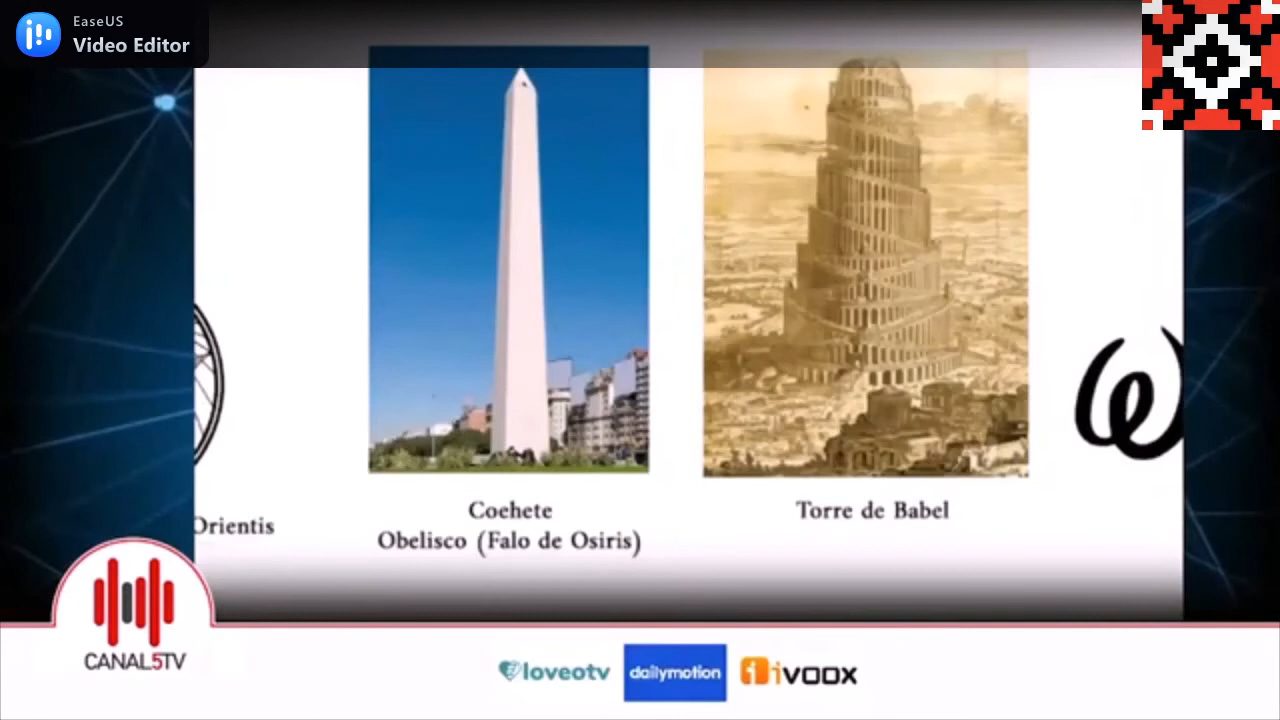 EaseUS
Video Editor
Orientis
Coehete
Obelisco (Falo de Osiris)
Torre de Babel
CANAL5TV
loveotv
dailymotion
iVOOX